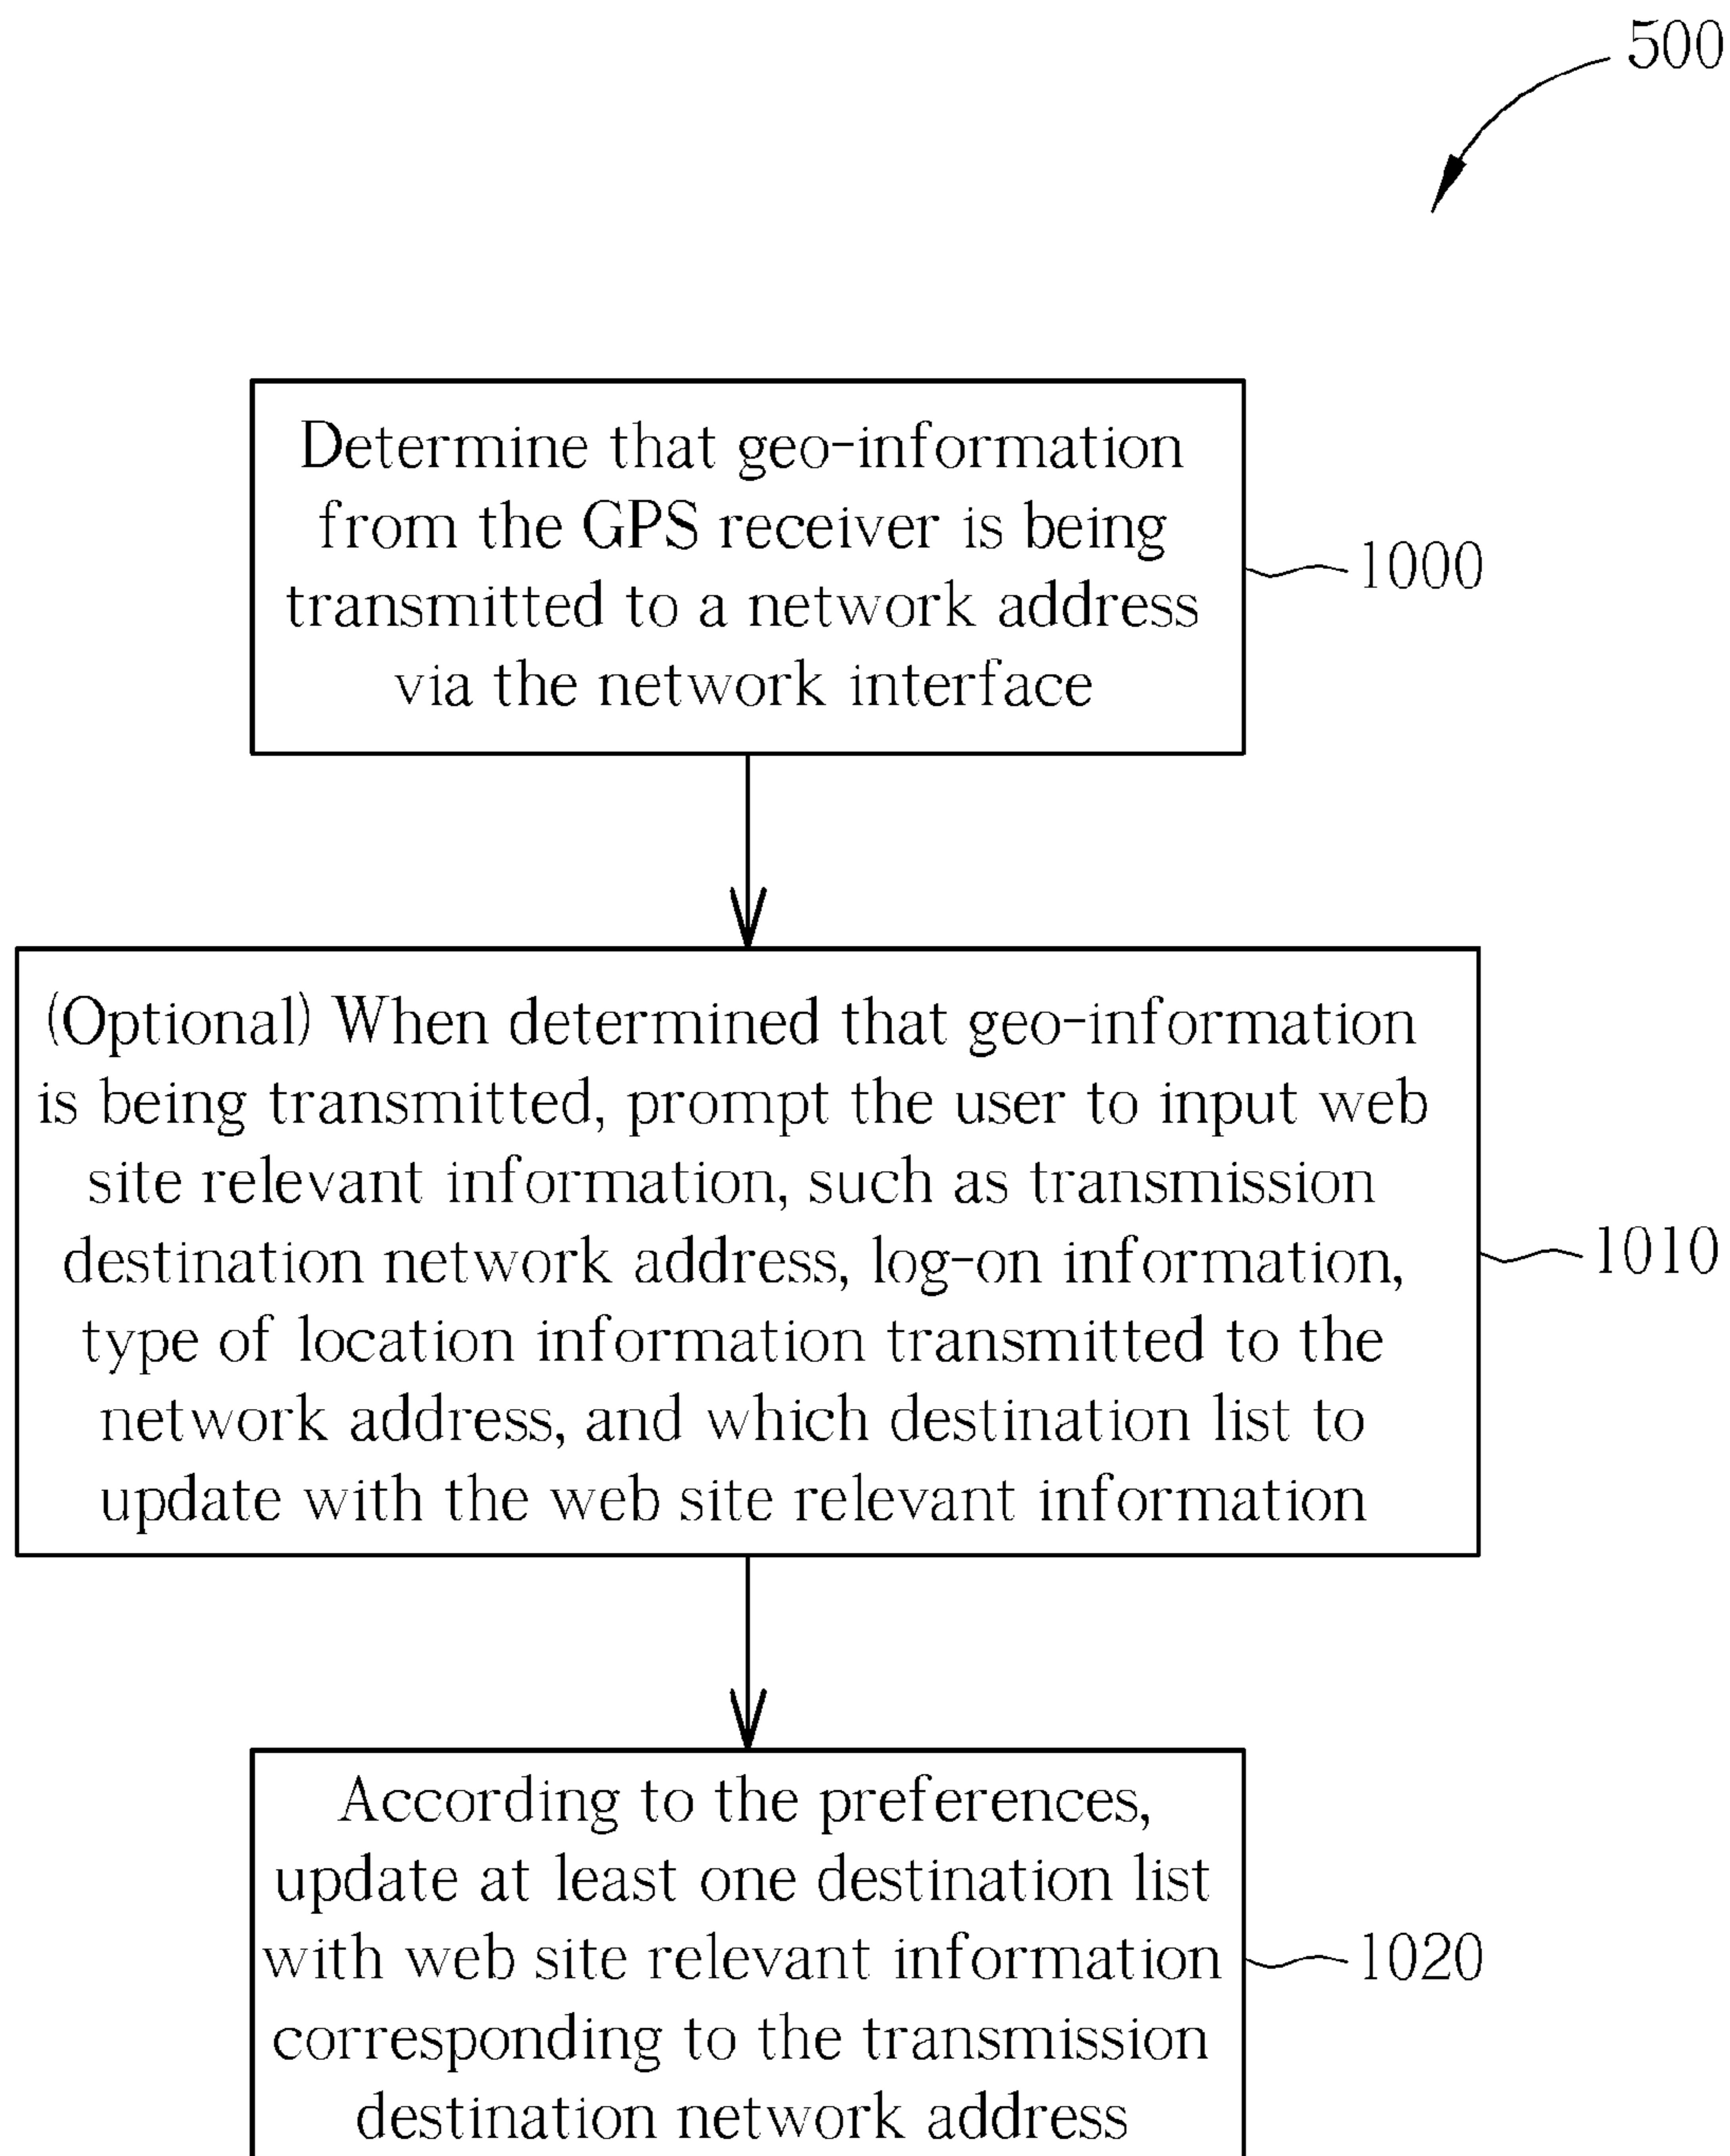 500
Determine that geo-information
from the GPS receiver is being
transmitted to a network address
via the network interface
1000
(Optional) When determined that geo-information
is being transmitted, prompt the user to input web
site relevant information, such as transmission
destination network address, log-on information,
type of location information transmitted to the
network address, and which destination list to
update with the web site relevant information
1010
According to the preferences,
update at least one destination list
with web site relevant information
corresponding to the transmission
destination network address
1020